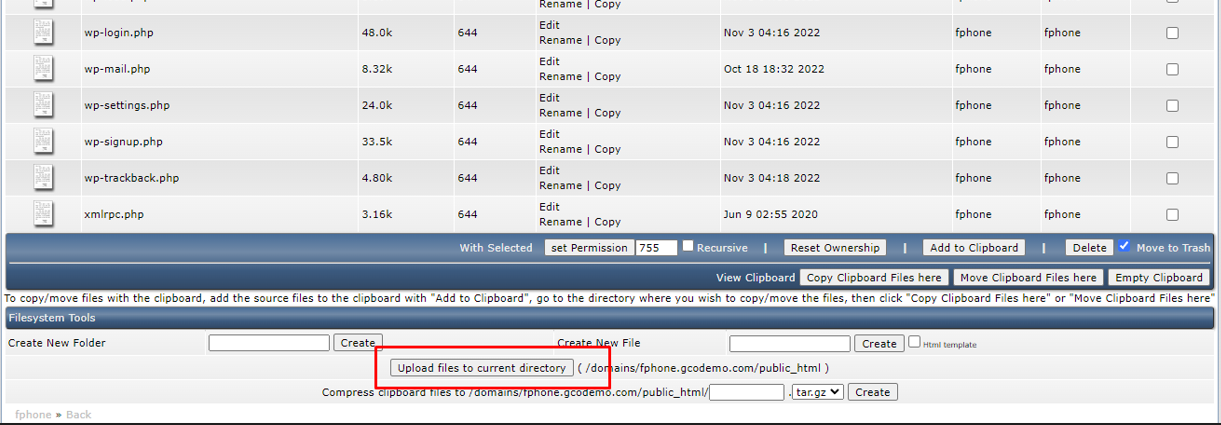 Rename | Copy
Edit
wp-login.php 48.0k 644 Nov 3 04:16 2022 fphone fphone
Rename | Copy
Edit
wp-mail.php 8.32k 644 Oct 18 18:32 2022 fphone fphone
Rename | Copy
Edit
wp-settings.php 24.0k 644 Nov 3 04:16 2022 fphone fphone
Rename | Copy
Edit
wp-signup.php 33.5k 644 Nov 3 04:16 2022 fphone fphone
Rename | Copy
Edit
wp-trackback.php 4.80k 644 Nov 3 04:18 2022 fphone fphone
Rename | Copy
Edit
xmlrpc.php 3.16k 644 Jun 9 02:55 2020 fphone fphone
Rename | Copy
With Selected set Permission 755 Recursive | Reset Ownership | Add to Clipboard | Delete Move to Trash
View Clipboard Copy Clipboard Files here Move Clipboard Files here Empty Clipboard
To copy/move files with the clipboard, add the source files to the clipboard with "Add to Clipboard", go to the directory where you wish to copy/move the files, then click "Copy Clipboard Files here" or "Move Clipboard Files here"
Filesystem Tools
Create New Folder Create Create New File Create Html template
Upload files to current directory ( /domains/fphone.gcodemo.com/public_html )
Compress clipboard files to /domains/fphone.gcodemo.com/public_html/ . tar.gz Create
fphone » Back